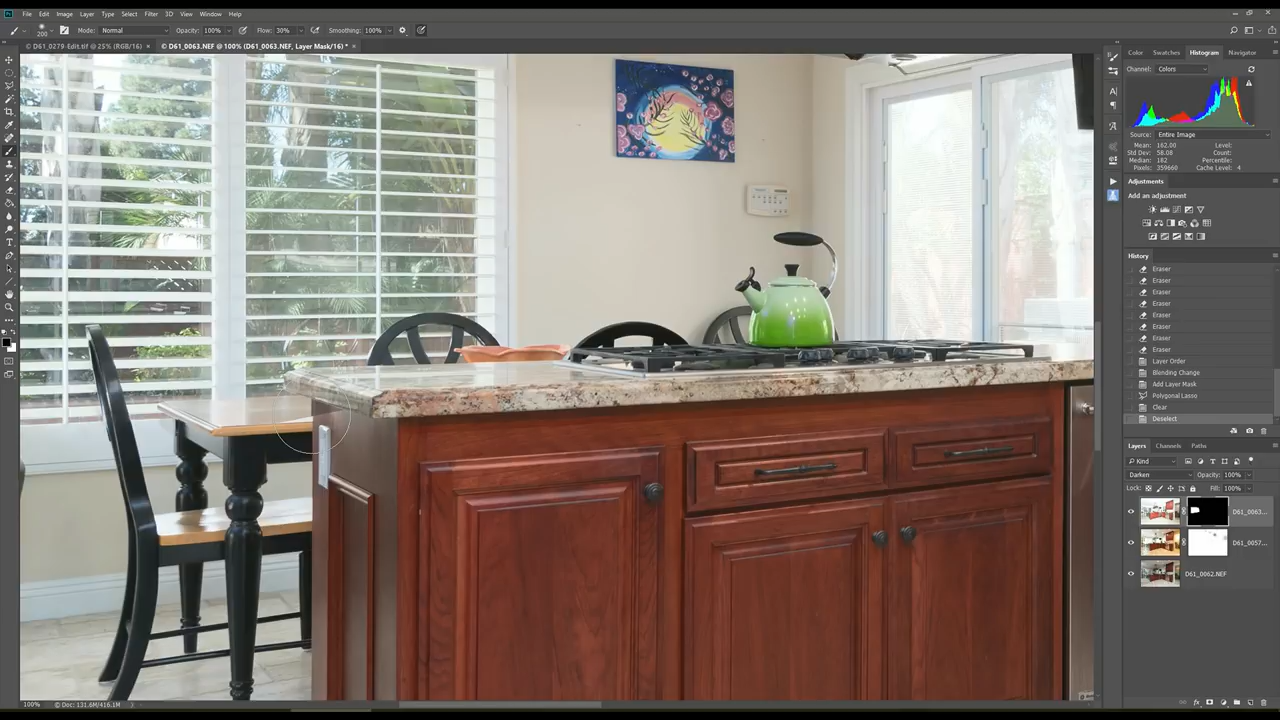 File Edit Image Layer Type Select Filter 3D View Window Help
200 Mode: Normal Opacity: 100% Flow: 30% Smoothing: 100%
D61_0279-Edit.tif @ 25% (RGB/16) × D61_0063.NEF @ 100% (D61_0063.NEF, Layer Mask/16) * ×
Color Swatches Histogram Navigator
Channel: Colors
Source: Entire Image
Mean: 162.00 Level:
Std Dev: 58.08 Count:
Median: 182 Percentile:
Pixels: 359660 Cache Level: 4
Adjustments
Add an adjustment
History
Eraser
Eraser
Eraser
Eraser
Eraser
Eraser
Eraser
Eraser
Layer Order
Blending Change
Add Layer Mask
Polygonal Lasso
Clear
Deselect
Layers Channels Paths
Kind
Darken Opacity: 100%
Lock: Fill: 100%
D61_0063...
D61_0057...
D61_0062.NEF
100% Doc: 131.6M/416.1M